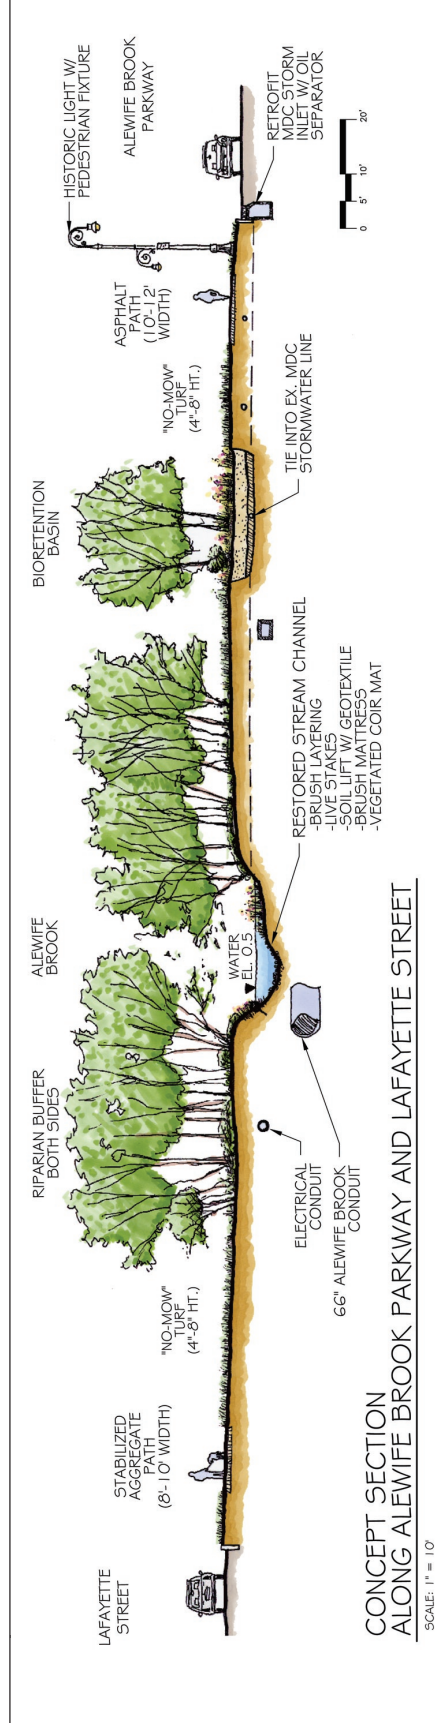 LAFAYETTE
STREET
STABILIZED
AGGREGATE
PATH
(8'-10' WIDTH)
"NO-MOW"
TURF
(4"-8" HT.)
RIPARIAN BUFFER
BOTH SIDES
ALEWIFE
BROOK
WATER
EL. 0.5
BIORETENTION
BASIN
"NO-MOW"
TURF
(4"-8" HT.)
ASPHALT
PATH
(10'-12'
WIDTH)
HISTORIC LIGHT W/
PEDESTRIAN FIXTURE
ALEWIFE BROOK
PARKWAY
ELECTRICAL
CONDUIT
66" ALEWIFE BROOK
CONDUIT
RESTORED STREAM CHANNEL
-BRUSH LAYERING
-LIVE STAKES
-SOIL LIFT W/ GEOTEXTILE
-BRUSH MATTRESS
-VEGETATED COIR MAT
TIE INTO EX. MDC
STORMWATER LINE
RETROFIT
MDC STORM
INLET W/ OIL
SEPARATOR
0 5' 10' 20'
CONCEPT SECTION
ALONG ALEWIFE BROOK PARKWAY AND LAFAYETTE STREET
SCALE: 1" = 10'